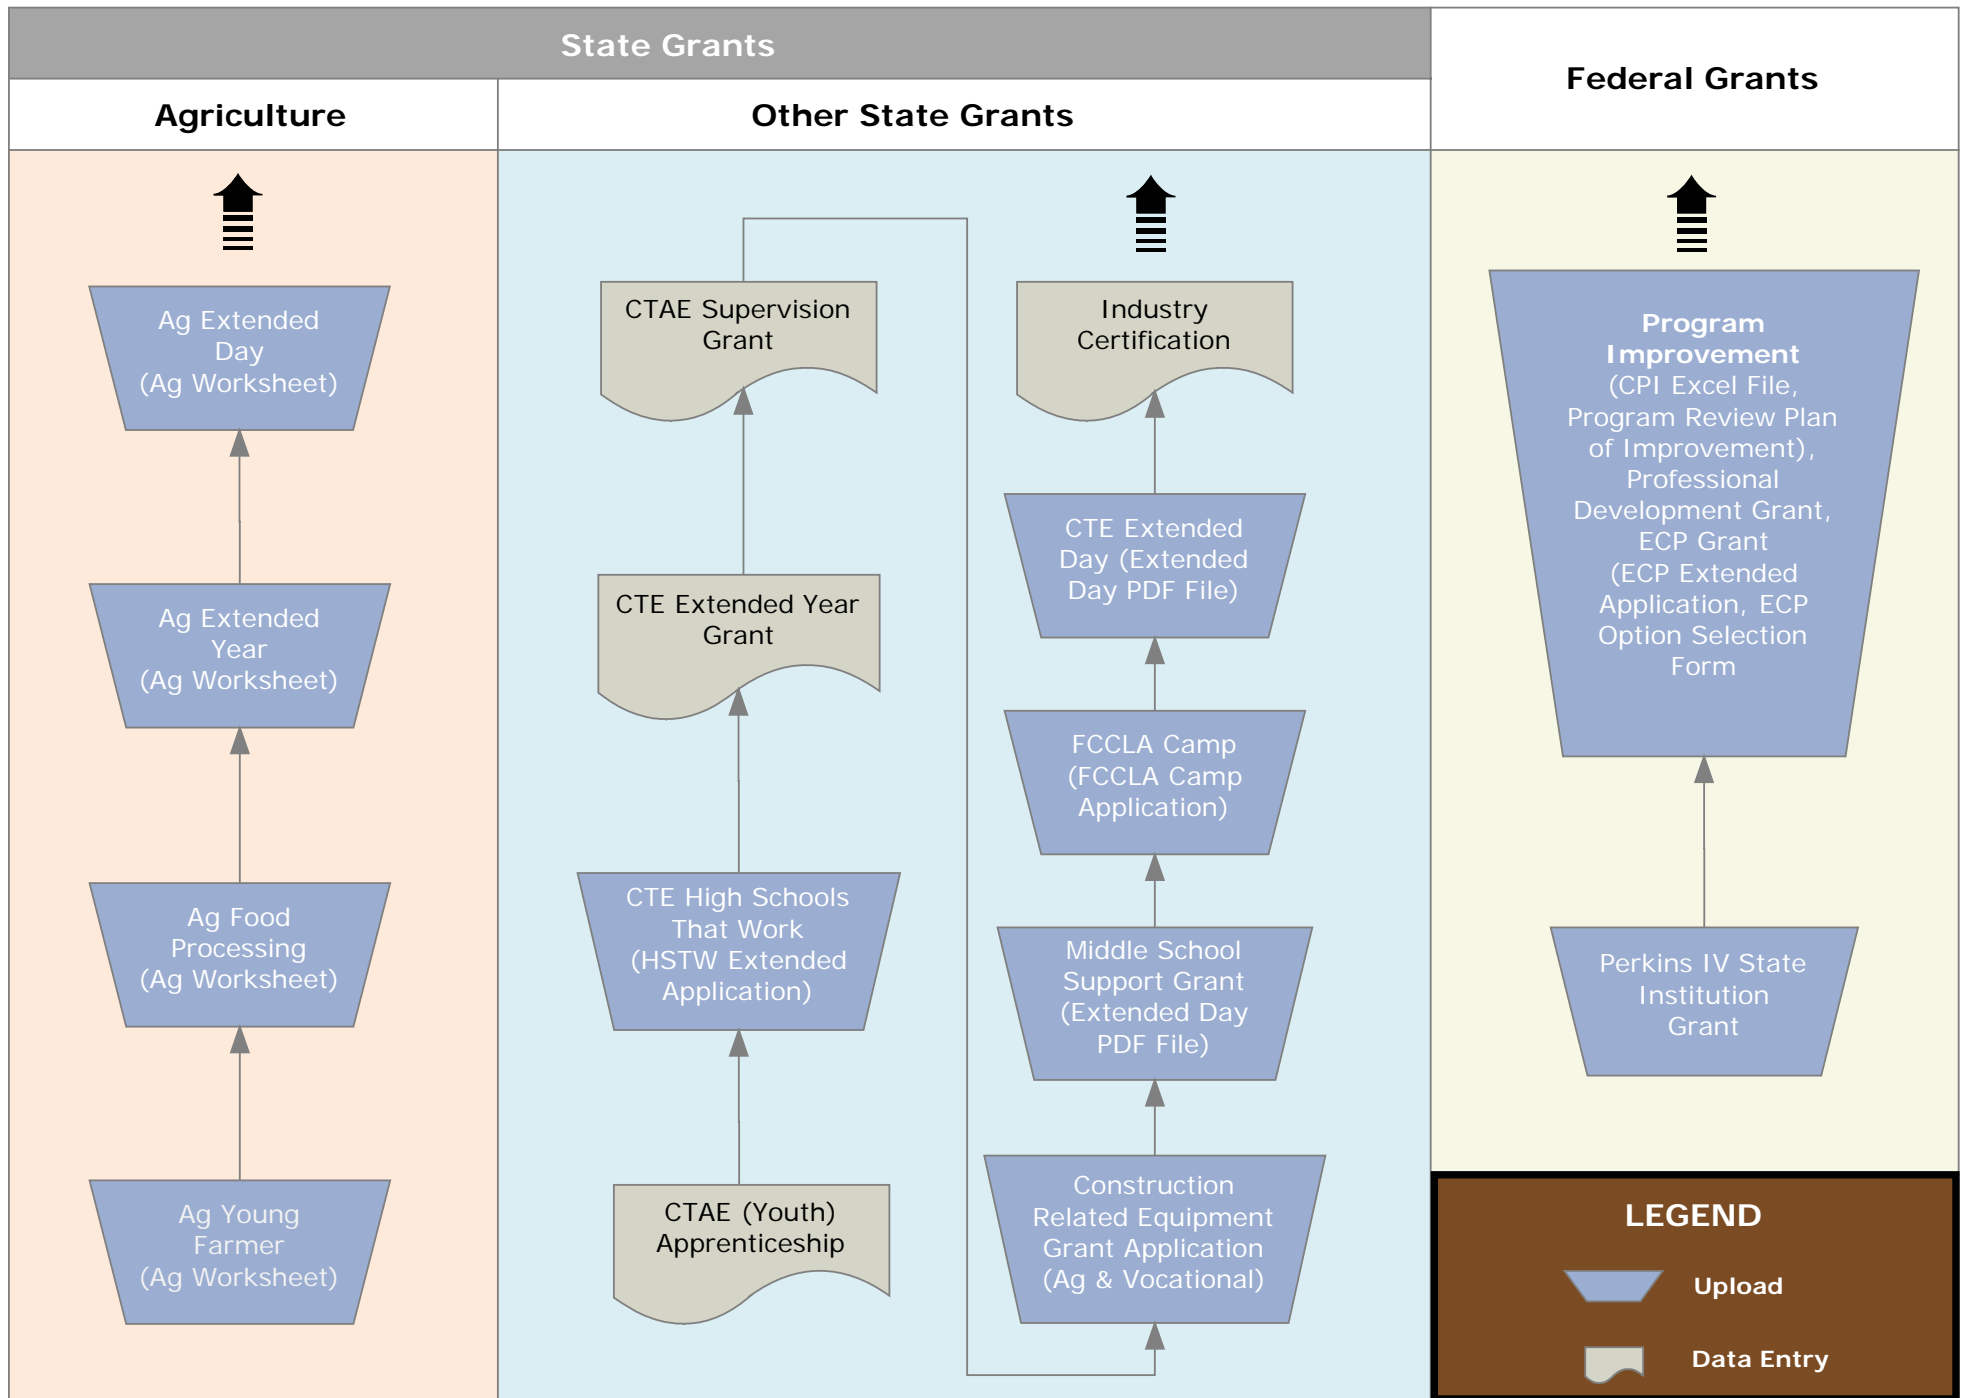 State Grants
Federal Grants
Agriculture
Other State Grants
Ag Extended
Day
(Ag Worksheet)
Ag Extended
Year
(Ag Worksheet)
Ag Food
Processing
(Ag Worksheet)
Ag Young
Farmer
(Ag Worksheet)
CTAE Supervision
Grant
CTE Extended Year
Grant
CTE High Schools
That Work
(HSTW Extended
Application)
CTAE (Youth)
Apprenticeship
Industry
Certification
CTE Extended
Day (Extended
Day PDF File)
FCCLA Camp
(FCCLA Camp
Application)
Middle School
Support Grant
(Extended Day
PDF File)
Construction
Related Equipment
Grant Application
(Ag & Vocational)
Program
Improvement
(CPI Excel File,
Program Review Plan
of Improvement),
Professional
Development Grant,
ECP Grant
(ECP Extended
Application, ECP
Option Selection
Form
Perkins IV State
Institution
Grant
LEGEND
Upload
Data Entry